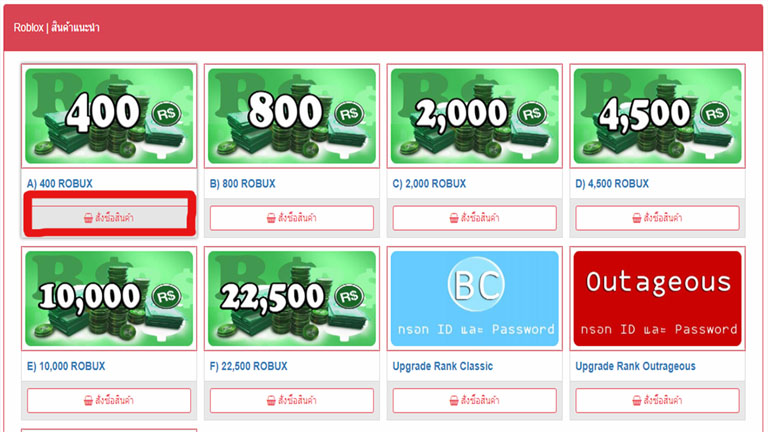 Roblox | สินค้าแนะนำ
400 R$
800 R$
2,000 R$
4,500 R$
A) 400 ROBUX
B) 800 ROBUX
C) 2,000 ROBUX
D) 4,500 ROBUX
สั่งซื้อสินค้า
สั่งซื้อสินค้า
สั่งซื้อสินค้า
สั่งซื้อสินค้า
10,000 R$
22,500 R$
BC
กรอก ID และ Password
Outageous
กรอก ID และ Password
E) 10,000 ROBUX
F) 22,500 ROBUX
Upgrade Rank Classic
Upgrade Rank Outrageous
สั่งซื้อสินค้า
สั่งซื้อสินค้า
สั่งซื้อสินค้า
สั่งซื้อสินค้า